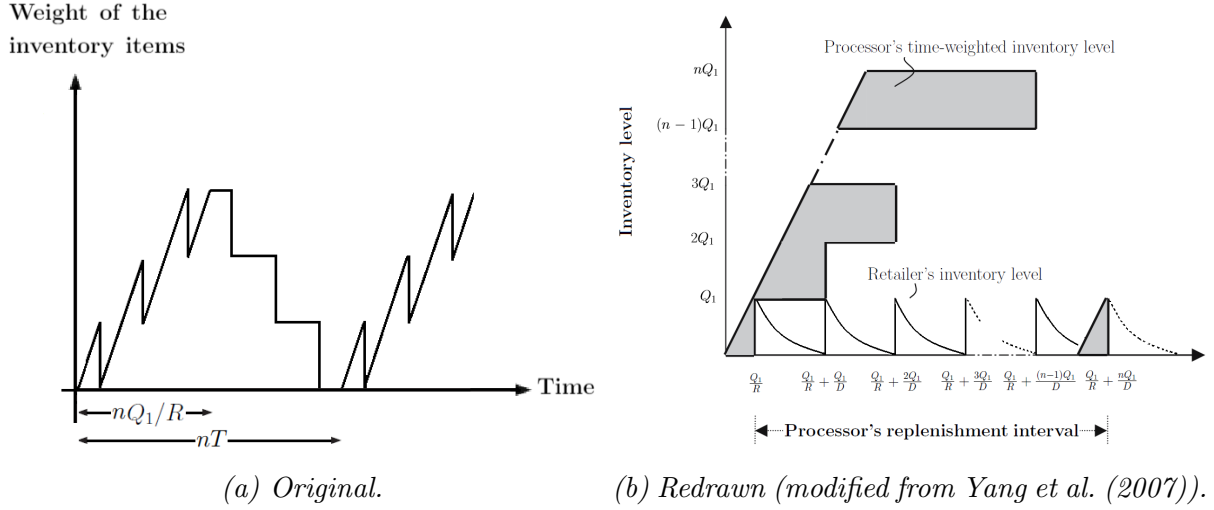 Weight of the
inventory items
Time
nQ₁/R
nT
(a) Original.
Inventory level
Processor's time-weighted inventory level
nQ₁
(n − 1)Q₁
3Q₁
2Q₁
Retailer's inventory level
Q₁
Q₁/R Q₁/R + Q₁/D Q₁/R + 2Q₁/D Q₁/R + 3Q₁/D Q₁/R + (n−1)Q₁/D Q₁/R + nQ₁/D
Processor's replenishment interval
(b) Redrawn (modified from Yang et al. (2007)).